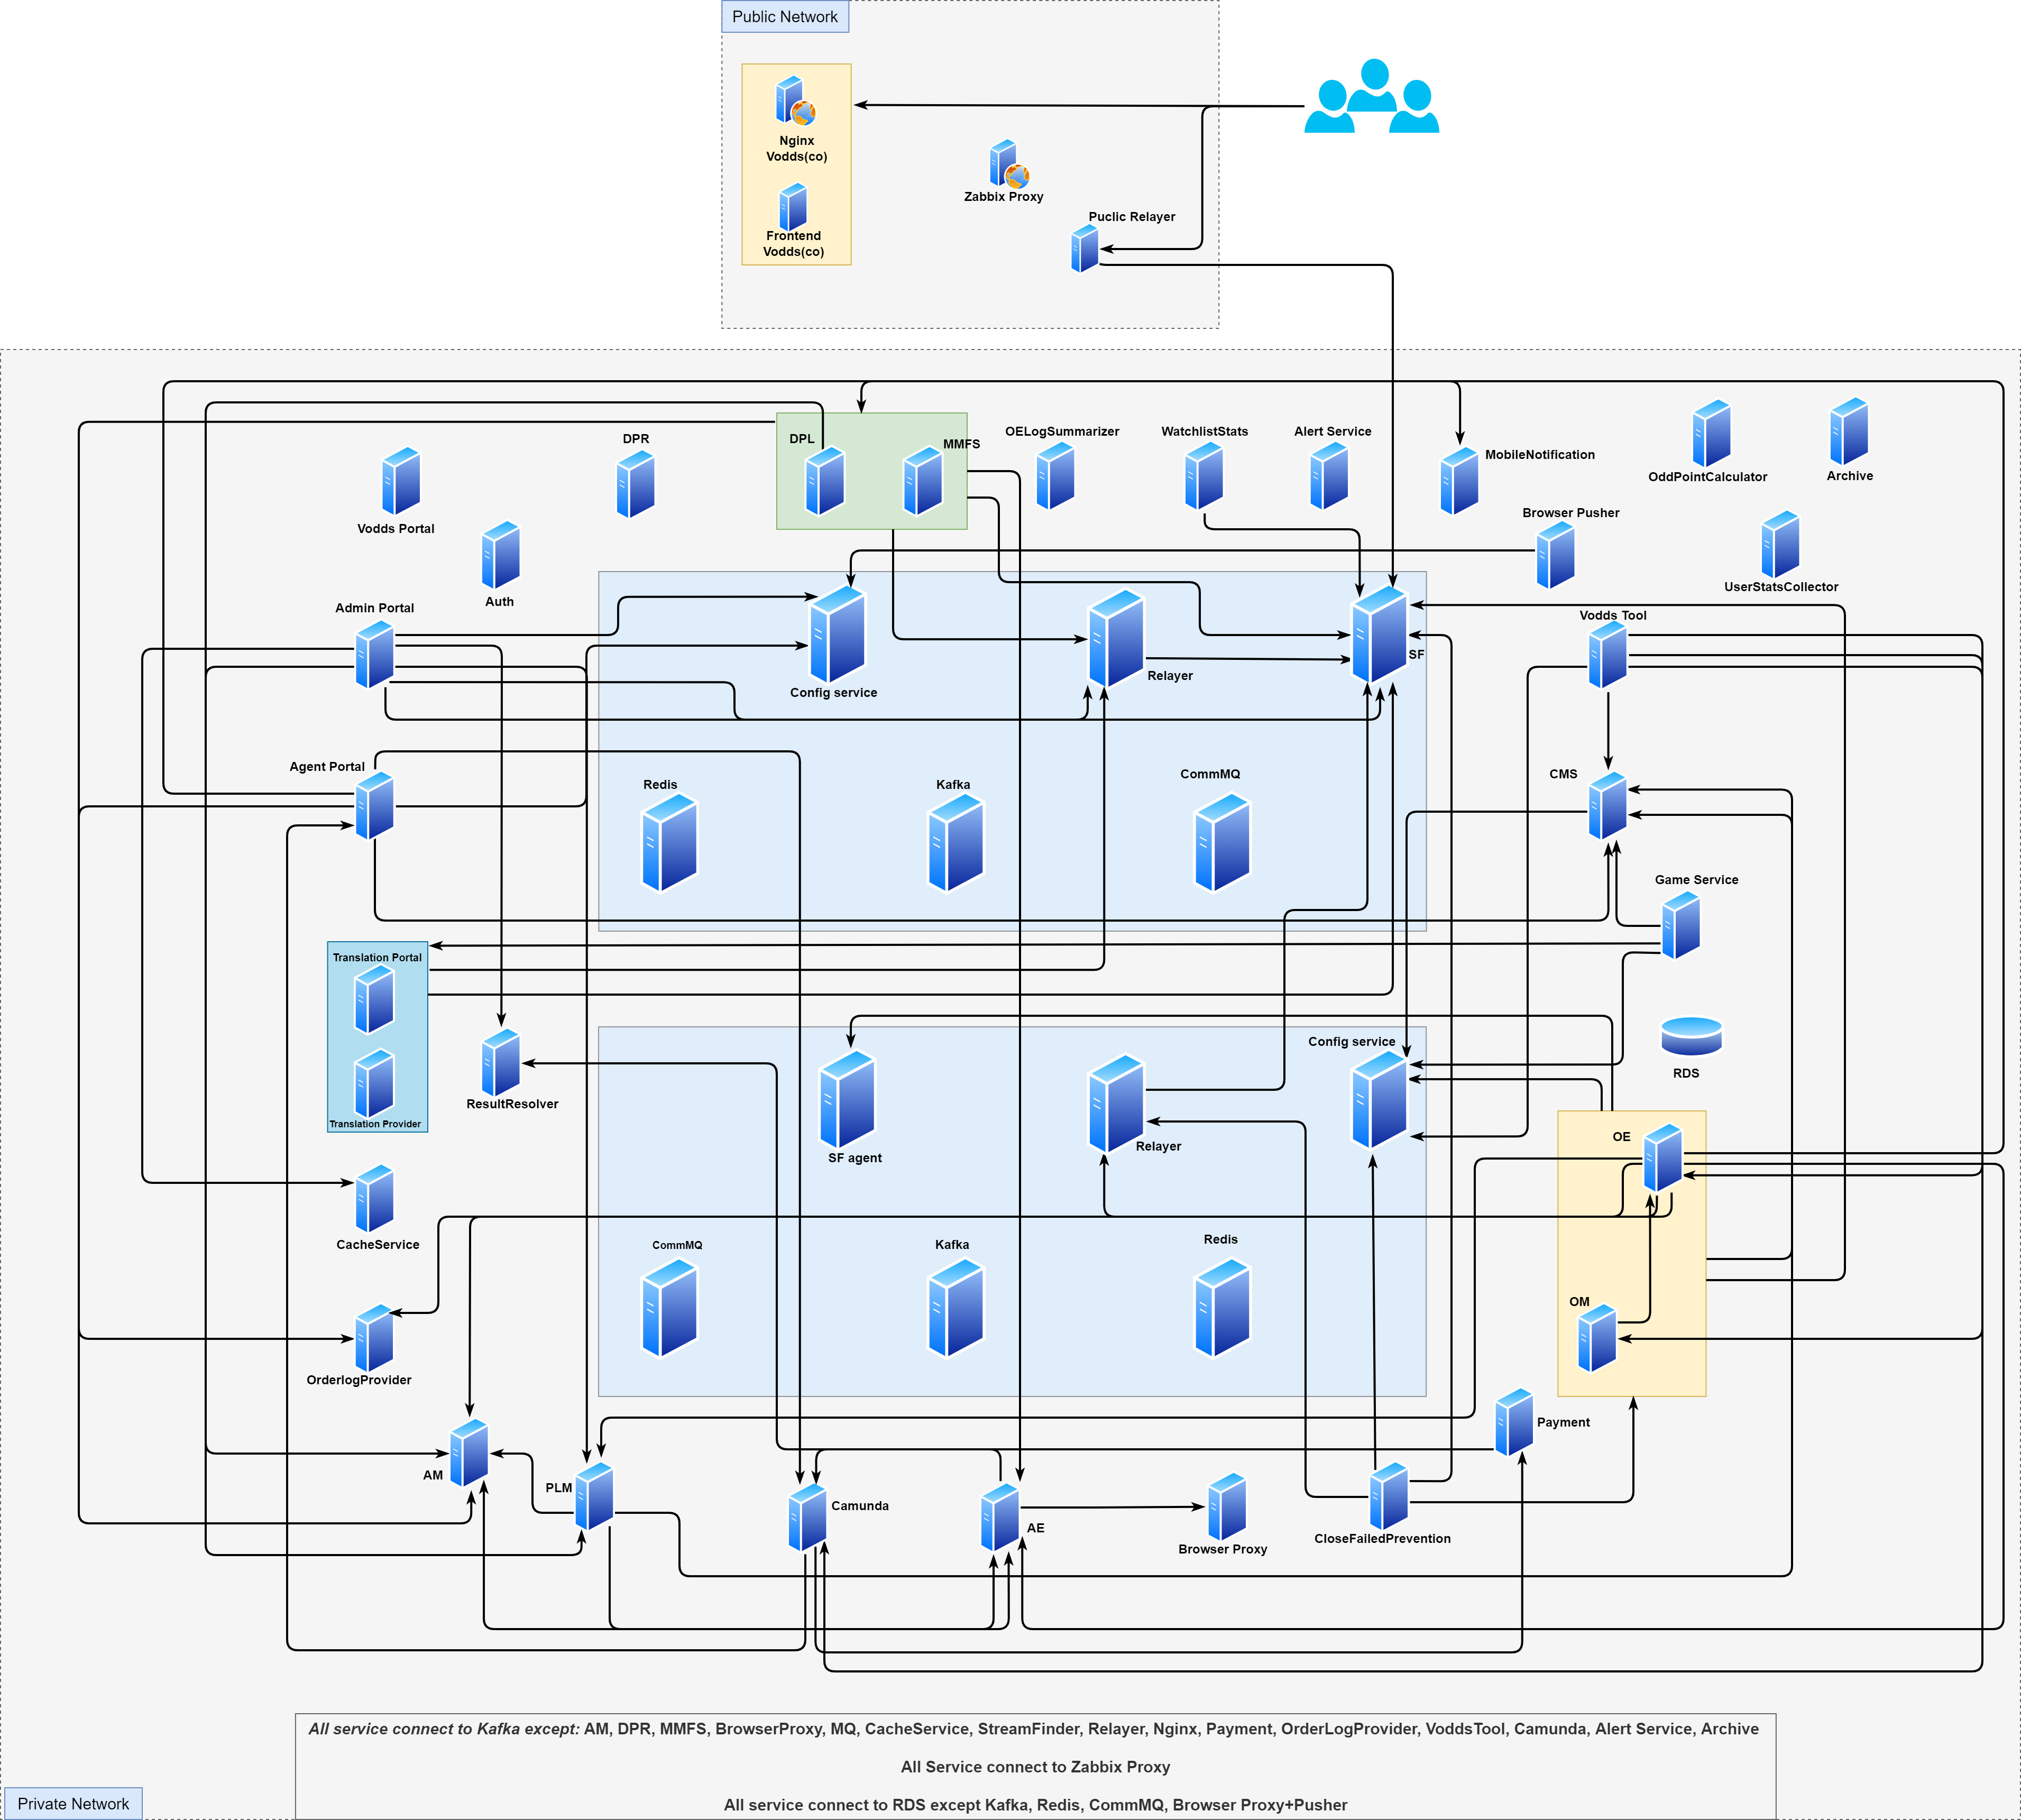 Public Network
Nginx
Vodds(co)
Zabbix Proxy
Puclic Relayer
Frontend
Vodds(co)
DPR
DPL
MMFS
OELogSummarizer
WatchlistStats
Alert Service
MobileNotification
OddPointCalculator
Archive
Vodds Portal
Browser Pusher
Auth
UserStatsCollector
Admin Portal
Vodds Tool
SF
Relayer
Config service
Agent Portal
CMS
Redis
Kafka
CommMQ
Game Service
Translation Portal
Config service
RDS
ResultResolver
Translation Provider
OE
Relayer
SF agent
CacheService
CommMQ
Kafka
Redis
OM
OrderlogProvider
Payment
AM
PLM
Camunda
AE
CloseFailedPrevention
Browser Proxy
All service connect to Kafka except: AM, DPR, MMFS, BrowserProxy, MQ, CacheService, StreamFinder, Relayer, Nginx, Payment, OrderLogProvider, VoddsTool, Camunda, Alert Service, Archive
All Service connect to Zabbix Proxy
All service connect to RDS except Kafka, Redis, CommMQ, Browser Proxy+Pusher
Private Network